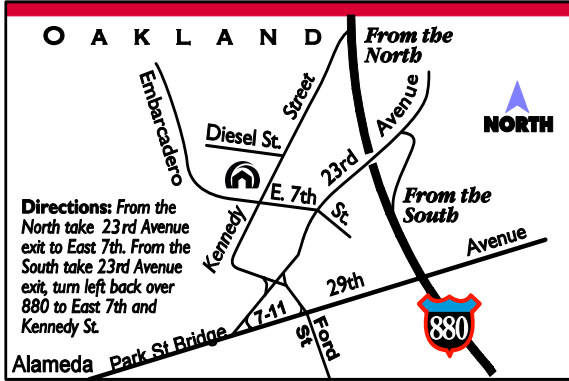 OAKLAND
From the
North
Embarcadero
Street
Avenue
Diesel St.
23rd
NORTH
E. 7th
St.
Directions: From the
North take 23rd Avenue
exit to East 7th. From the
South take 23rd Avenue
exit, turn left back over
880 to East 7th and
Kennedy St.
Kennedy
From the
South
Avenue
29th
7-11
Ford
St
880
Park St Bridge
Alameda